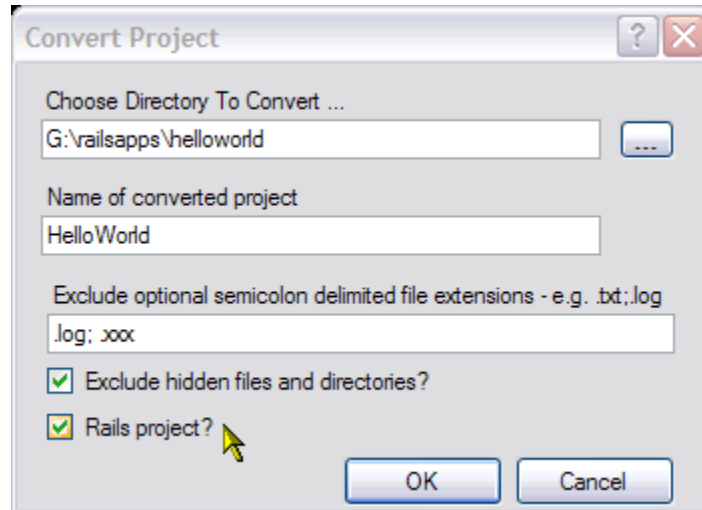 Convert Project
?
Choose Directory To Convert ...
G:\railsapps\helloworld
...
Name of converted project
HelloWorld
Exclude optional semicolon delimited file extensions - e.g. .txt;.log
.log; .xxx
Exclude hidden files and directories?
Rails project?
OK Cancel